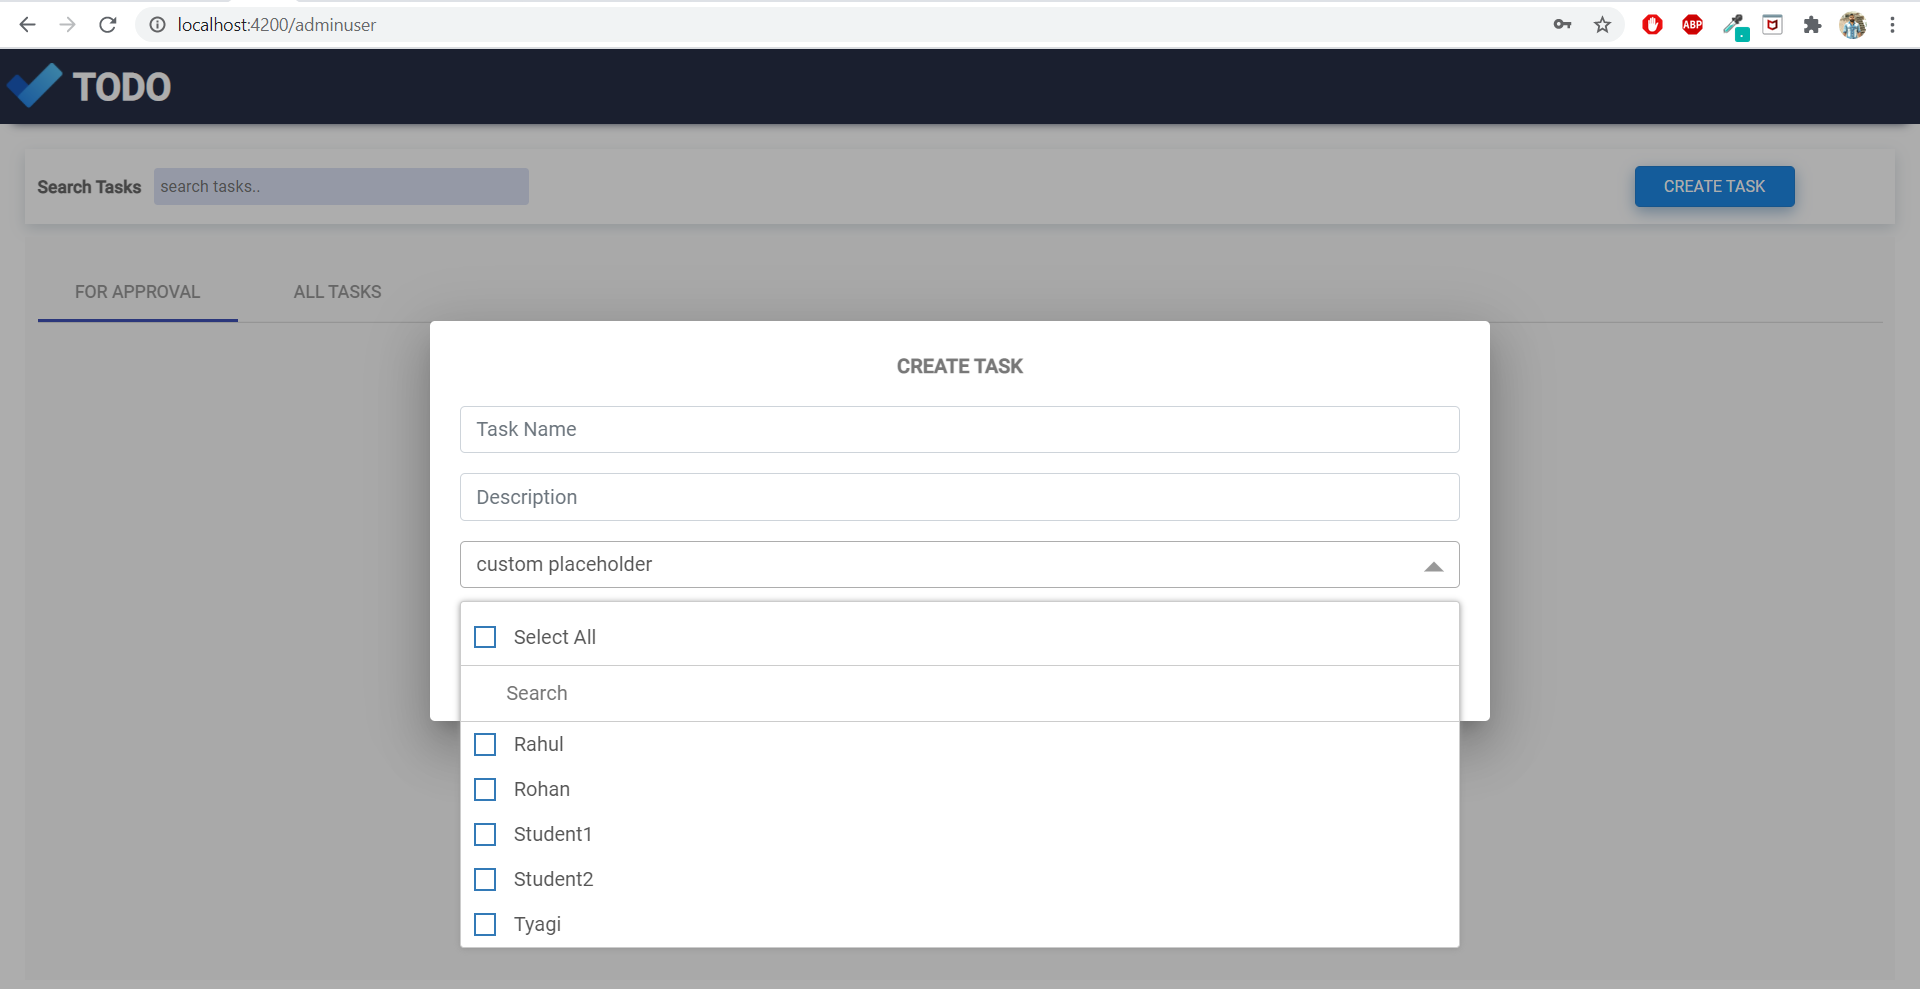 localhost:4200/adminuser
ABP
TODO
Search Tasks search tasks.. CREATE TASK
FOR APPROVAL ALL TASKS
CREATE TASK
Task Name
Description
custom placeholder
Select All
Search
Rahul
Rohan
Student1
Student2
Tyagi